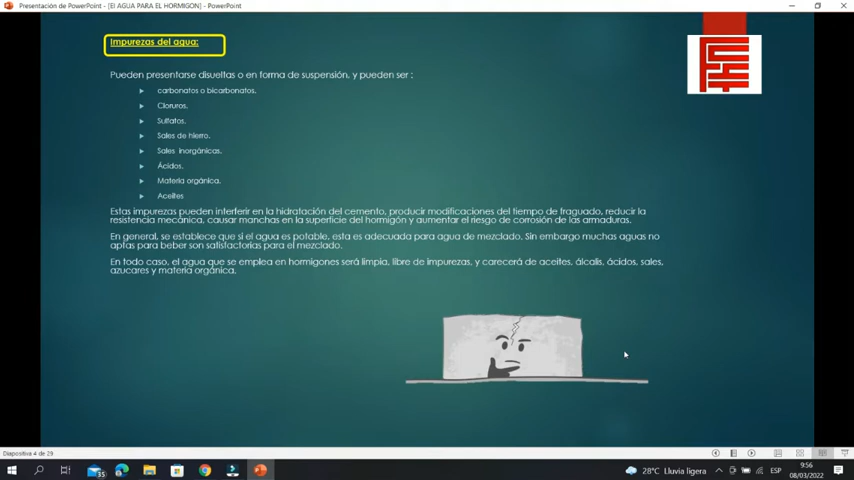 Presentación de PowerPoint - [El AGUA PARA EL HORMIGON] - PowerPoint
Impurezas del agua:
Pueden presentarse disueltas o en forma de suspensión, y pueden ser :
carbonatos o bicarbonatos.
Cloruros.
Sulfatos.
Sales de hierro.
Sales inorgánicas.
Ácidos.
Materia orgánica.
Aceites
Estas impurezas pueden interferir en la hidratación del cemento, producir modificaciones del tiempo de fraguado, reducir la
resistencia mecánica, causar manchas en la superficie del hormigón y aumentar el riesgo de corrosión de las armaduras.
En general, se establece que si el agua es potable, esta es adecuada para agua de mezclado. Sin embargo muchas aguas no
aptas para beber son satisfactorias para el mezclado.
En todo caso, el agua que se emplea en hormigones será limpia, libre de impurezas, y carecerá de aceites, álcalis, ácidos, sales,
azucares y materia orgánica.
Diapositiva 4 de 29
35
28°C Lluvia ligera
ESP
9:56
08/03/2022